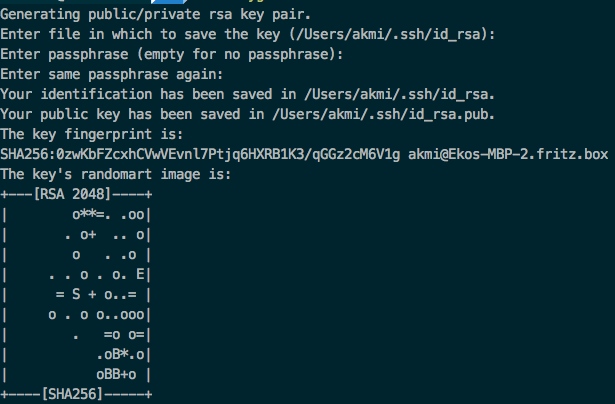 Generating public/private rsa key pair.
Enter file in which to save the key (/Users/akmi/.ssh/id_rsa):
Enter passphrase (empty for no passphrase):
Enter same passphrase again:
Your identification has been saved in /Users/akmi/.ssh/id_rsa.
Your public key has been saved in /Users/akmi/.ssh/id_rsa.pub.
The key fingerprint is:
SHA256:0zwKbFZcxhCVwVEvnl7Ptjq6HXRB1K3/qGGz2cM6V1g akmi@Ekos-MBP-2.fritz.box
The key's randomart image is:
+---[RSA 2048]----+
|        o**=. .oo|
|       . o+  .. o|
|        o   . .o |
|     . . o . o. E|
|      = S + o..= |
|     o . o o..ooo|
|        .   =o o=|
|           .oB*.o|
|           oBB+o |
+----[SHA256]-----+